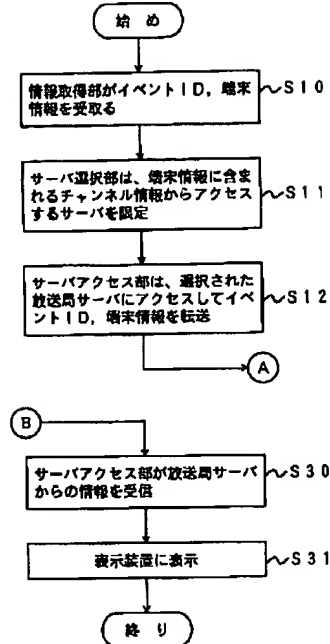 始 め
情報取得部がイベントID，端末
情報を受取る
S10
サーバ選択部は、端末情報に含ま
れるチャンネル情報からアクセス
するサーバを限定
S11
サーバアクセス部は、選択された
放送局サーバにアクセスしてイベ
ントID，端末情報を転送
S12
A
B
サーバアクセス部が放送局サーバ
からの情報を受信
S30
表示装置に表示
S31
終 り